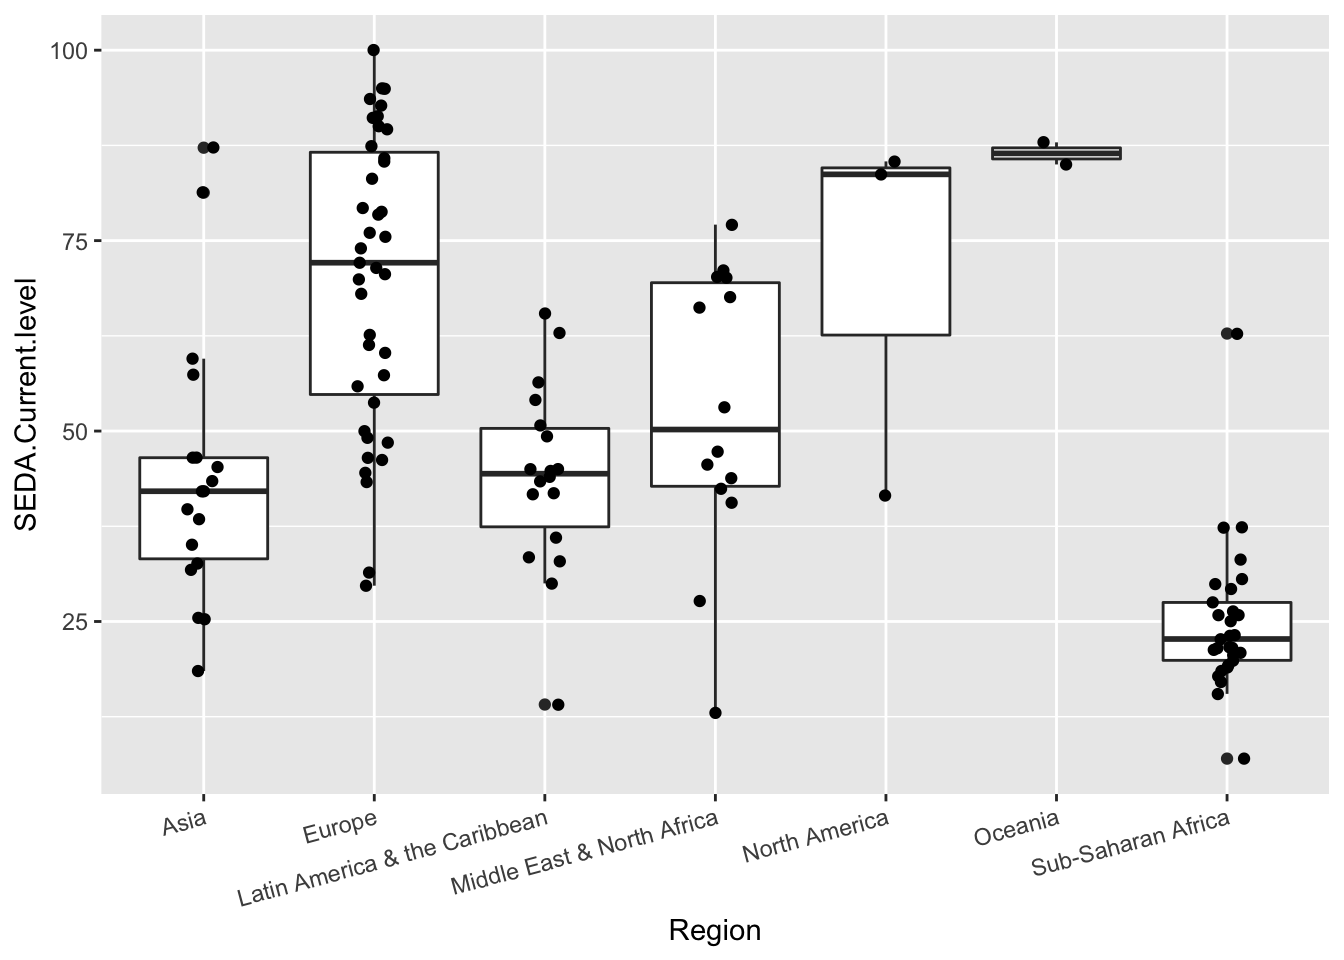 100
75
50
25
SEDA.Current.level
Asia
Europe
Latin America & the Caribbean
Middle East & North Africa
North America
Oceania
Sub-Saharan Africa
Region